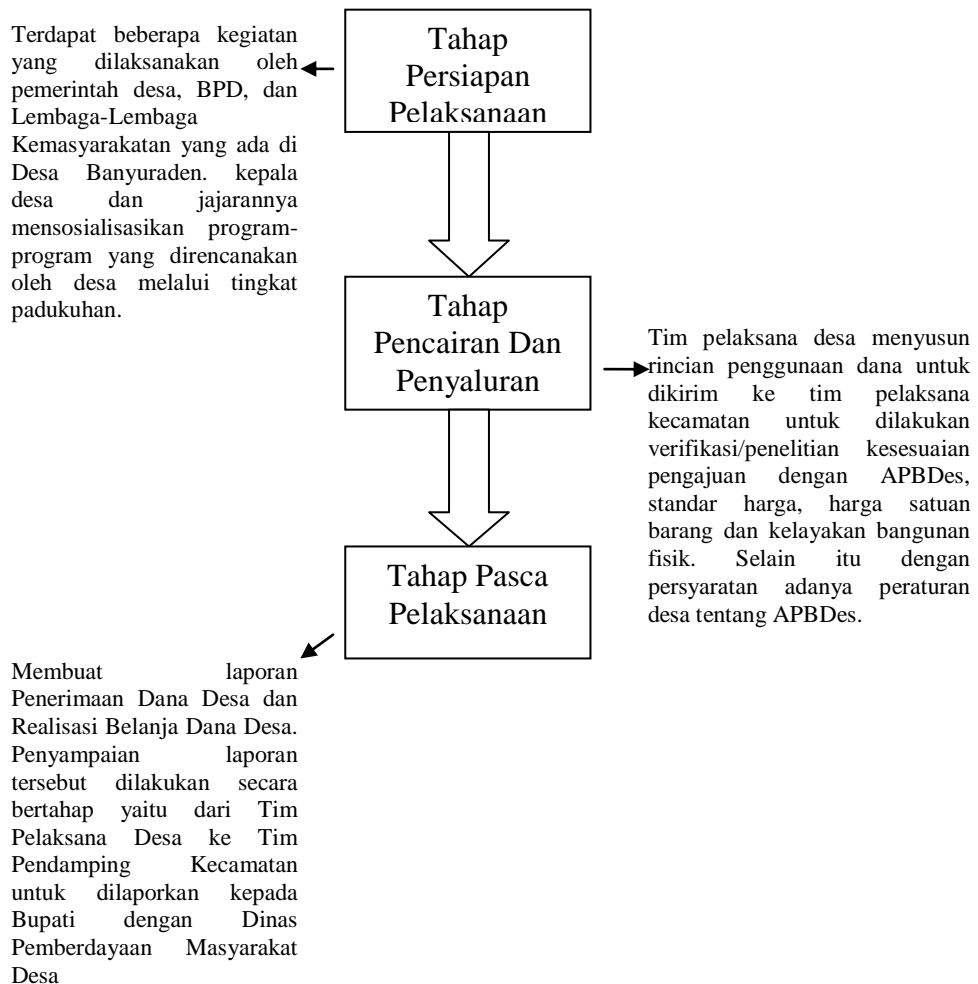 Tahap
Persiapan
Pelaksanaan
Terdapat beberapa kegiatan
yang dilaksanakan oleh
pemerintah desa, BPD, dan
Lembaga-Lembaga
Kemasyarakatan yang ada di
Desa Banyuraden. kepala
desa dan jajarannya
mensosialisasikan program-
program yang direncanakan
oleh desa melalui tingkat
padukuhan.
Tahap
Pencairan Dan
Penyaluran
Tim pelaksana desa menyusun
rincian penggunaan dana untuk
dikirim ke tim pelaksana
kecamatan untuk dilakukan
verifikasi/penelitian kesesuaian
pengajuan dengan APBDes,
standar harga, harga satuan
barang dan kelayakan bangunan
fisik. Selain itu dengan
persyaratan adanya peraturan
desa tentang APBDes.
Tahap Pasca
Pelaksanaan
Membuat laporan
Penerimaan Dana Desa dan
Realisasi Belanja Dana Desa.
Penyampaian laporan
tersebut dilakukan secara
bertahap yaitu dari Tim
Pelaksana Desa ke Tim
Pendamping Kecamatan
untuk dilaporkan kepada
Bupati dengan Dinas
Pemberdayaan Masyarakat
Desa